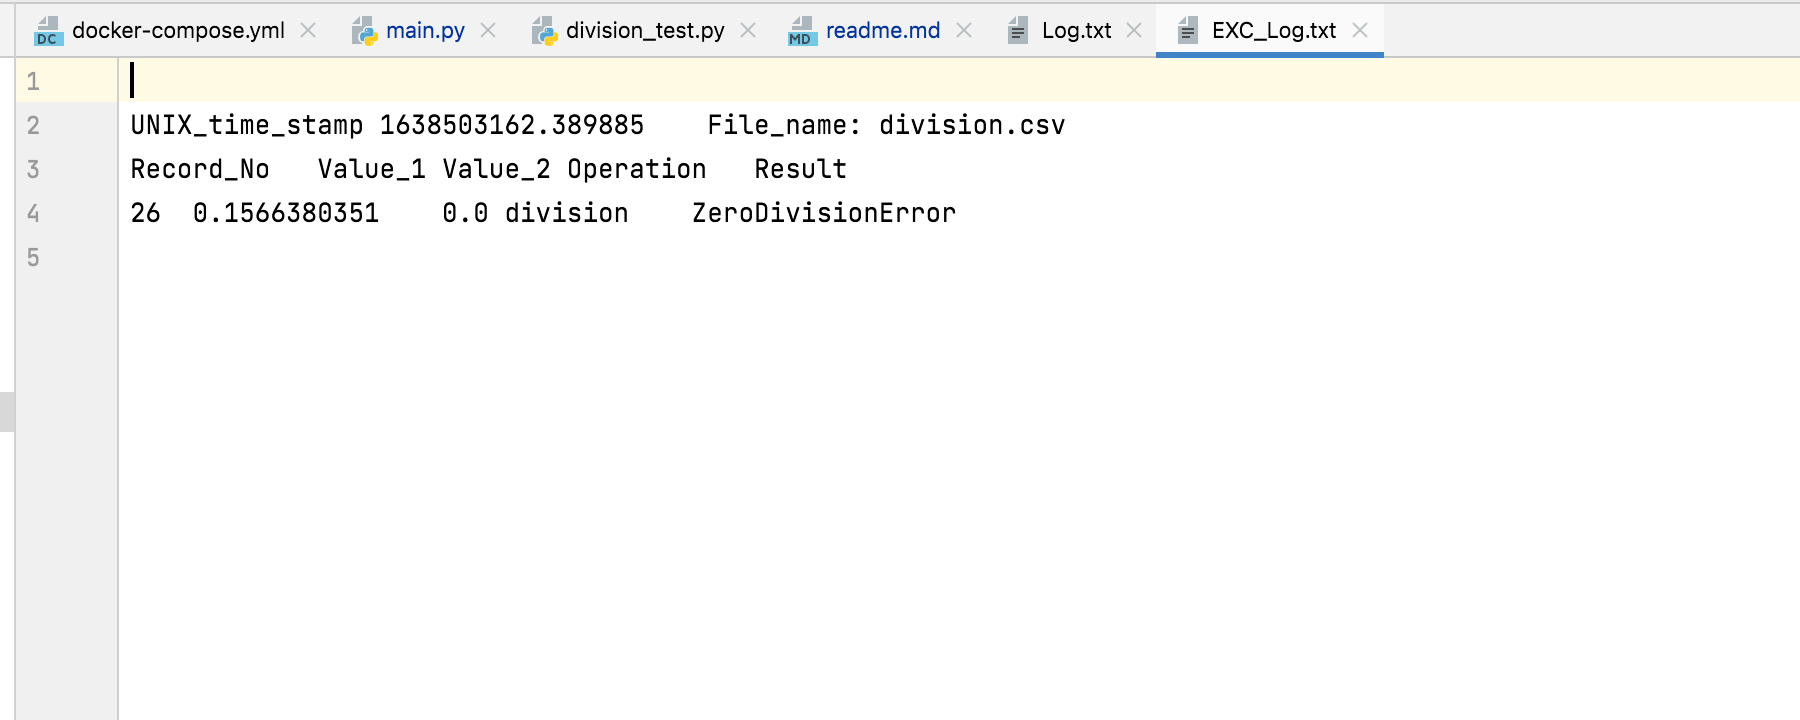 docker-compose.yml main.py division_test.py readme.md Log.txt EXC_Log.txt
DC MD
1
2 UNIX_time_stamp 1638503162.389885 File_name: division.csv
3 Record_No Value_1 Value_2 Operation Result
4 26 0.1566380351 0.0 division ZeroDivisionError
5